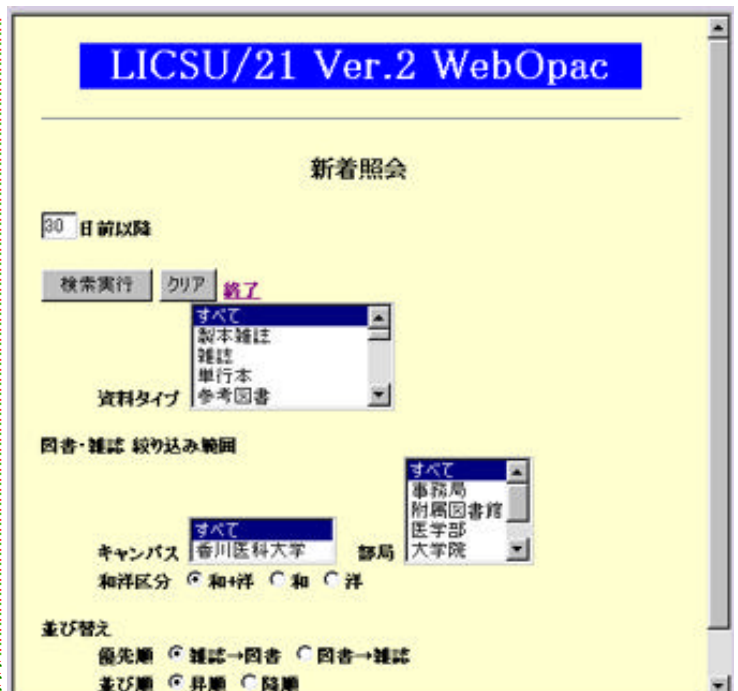 LICSU/21 Ver.2 WebOpac
新着照会
30 日前以降
検索実行 クリア 終了
すべて
製本雑誌
雑誌
単行本
資料タイプ 参考図書
図書・雑誌 絞り込み範囲
すべて
事務局
附属図書館
すべて 医学部
キャンパス 香川医科大学 部局 大学院
和洋区分 和+洋 和 洋
並び替え
優先順 雑誌→図書 図書→雑誌
並び順 昇順 降順